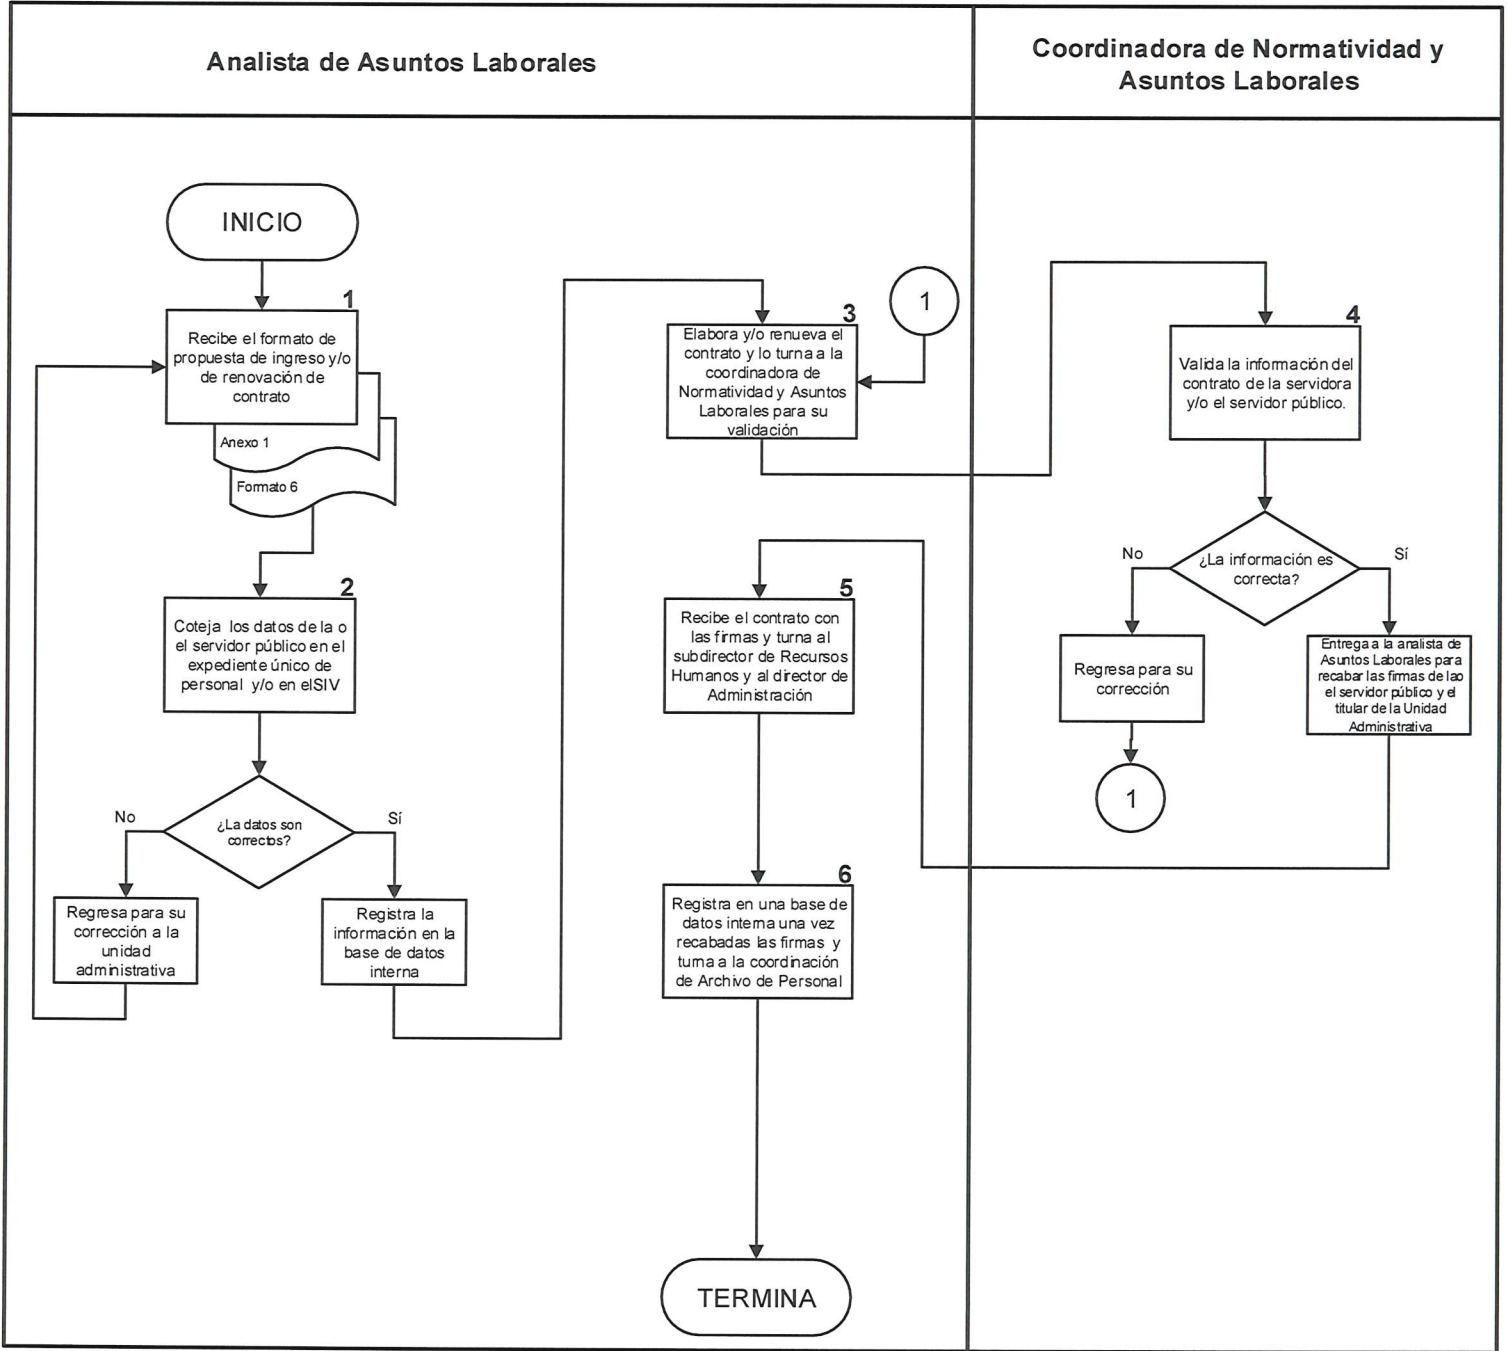 Analista de Asuntos Laborales
Coordinadora de Normatividad y
Asuntos Laborales
INICIO
1
Recibe el formato de
propuesta de ingreso y/o
de renovación de
contrato
Anexo 1
Formato 6
2
Coteja los datos de la o
el servidor público en el
expediente único de
personal y/o en elSIV
¿La datos son
correctos?
No
Sí
Regresa para su
corrección a la
unidad
administrativa
Registra la
información en la
base de datos
interna
1
3
Elabora y/o renueva el
contrato y lo turna a la
coordinadora de
Normatividad y Asuntos
Laborales para su
validación
4
Valida la información del
contrato de la servidora
y/o el servidor público.
¿La información es
correcta?
No
Sí
Regresa para su
corrección
1
Entrega a la analista de
Asuntos Laborales para
recabar las firmas de lao
el servidor público y el
titular de la Unidad
Administrativa
5
Recibe el contrato con
las firmas y turna al
subdirector de Recursos
Humanos y al director de
Administración
6
Registra en una base de
datos interna una vez
recabadas las firmas y
turna a la coordinación
de Archivo de Personal
TERMINA